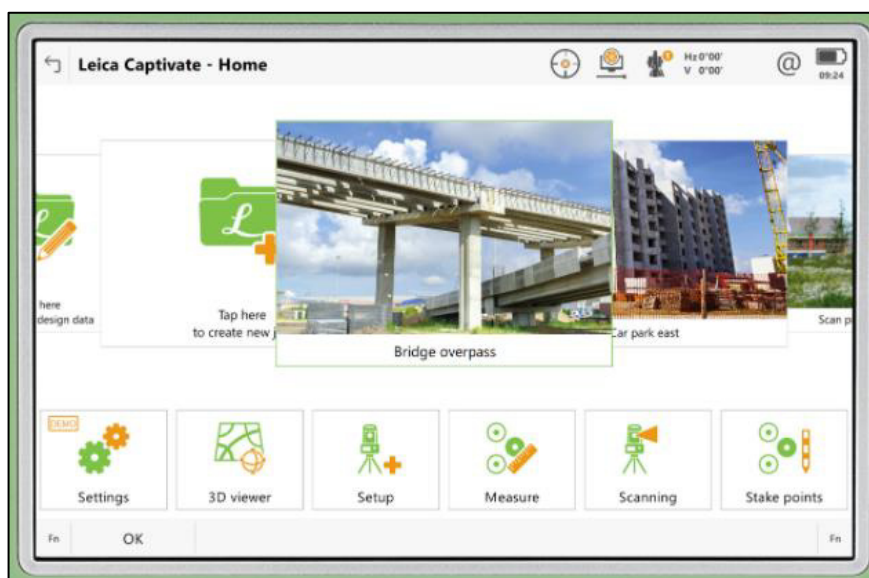 Leica Captivate - Home
Hz 0°00'
V 0°00'
09:24
here
design data
Tap here
to create new j
Bridge overpass
Car park east
Scan p
DEMO
Settings
3D viewer
Setup
Measure
Scanning
Stake points
Fn
OK
Fn